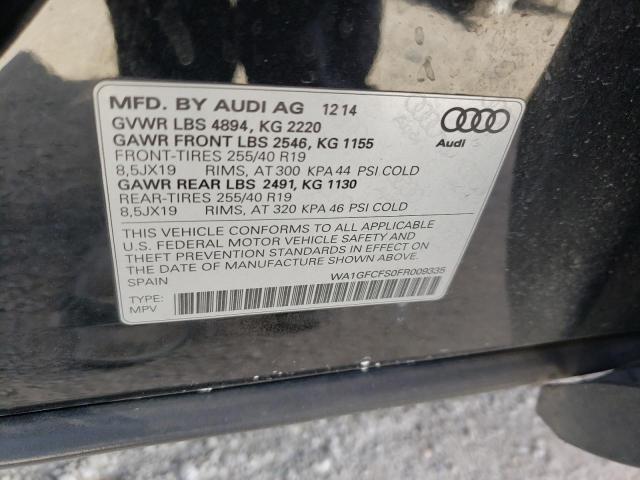 MFD. BY AUDI AG 12 14
GVWR LBS 4894, KG 2220
GAWR FRONT LBS 2546, KG 1155
FRONT-TIRES 255/40 R19
8,5JX19 RIMS, AT 300 KPA 44 PSI COLD
GAWR REAR LBS 2491, KG 1130
REAR-TIRES 255/40 R19
8,5JX19 RIMS, AT 320 KPA 46 PSI COLD
Audi
THIS VEHICLE CONFORMS TO ALL APPLICABLE
U.S. FEDERAL MOTOR VEHICLE SAFETY AND
THEFT PREVENTION STANDARDS IN EFFECT ON
THE DATE OF MANUFACTURE SHOWN ABOVE.
SPAIN
WA1GFCFS0FR009335
TYPE:
MPV